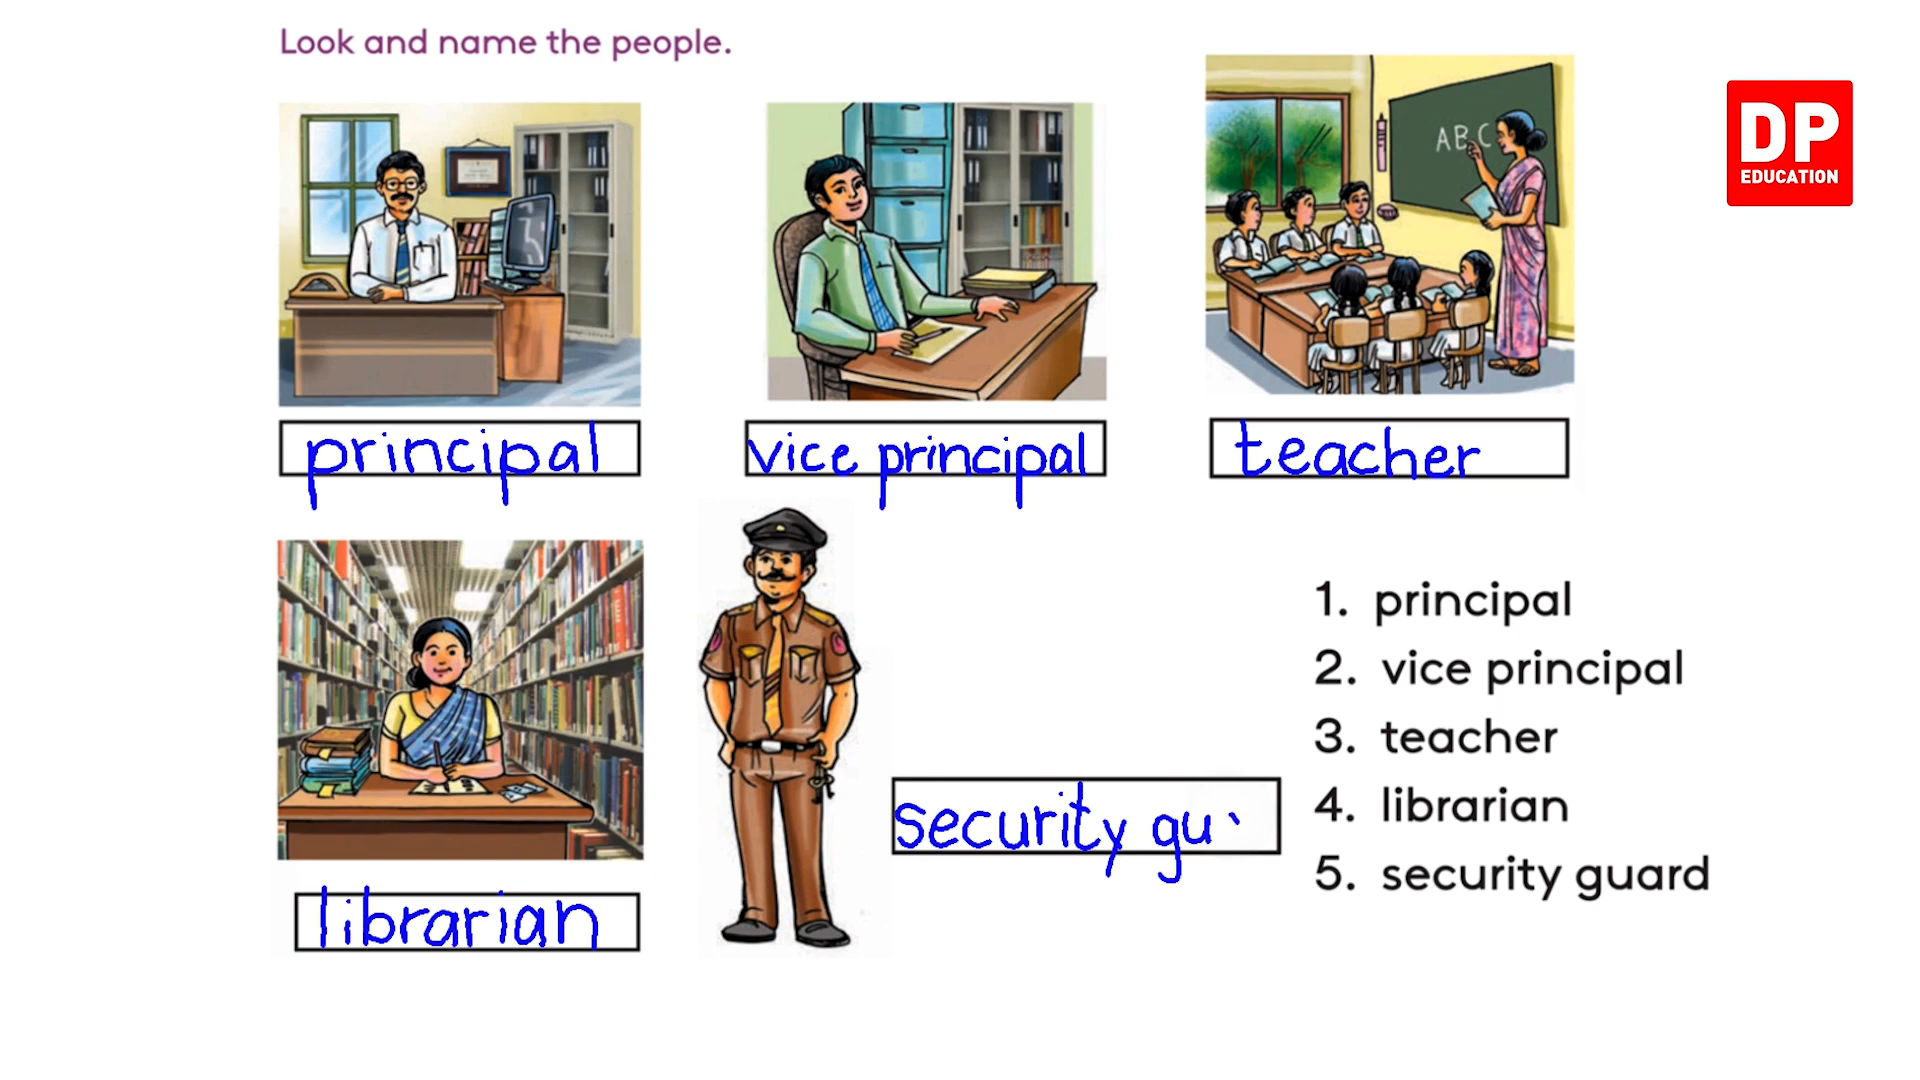 Look and name the people.
DP
EDUCATION
ABC
principal
vice principal
teacher
librarian
security gu
1. principal
2. vice principal
3. teacher
4. librarian
5. security guard